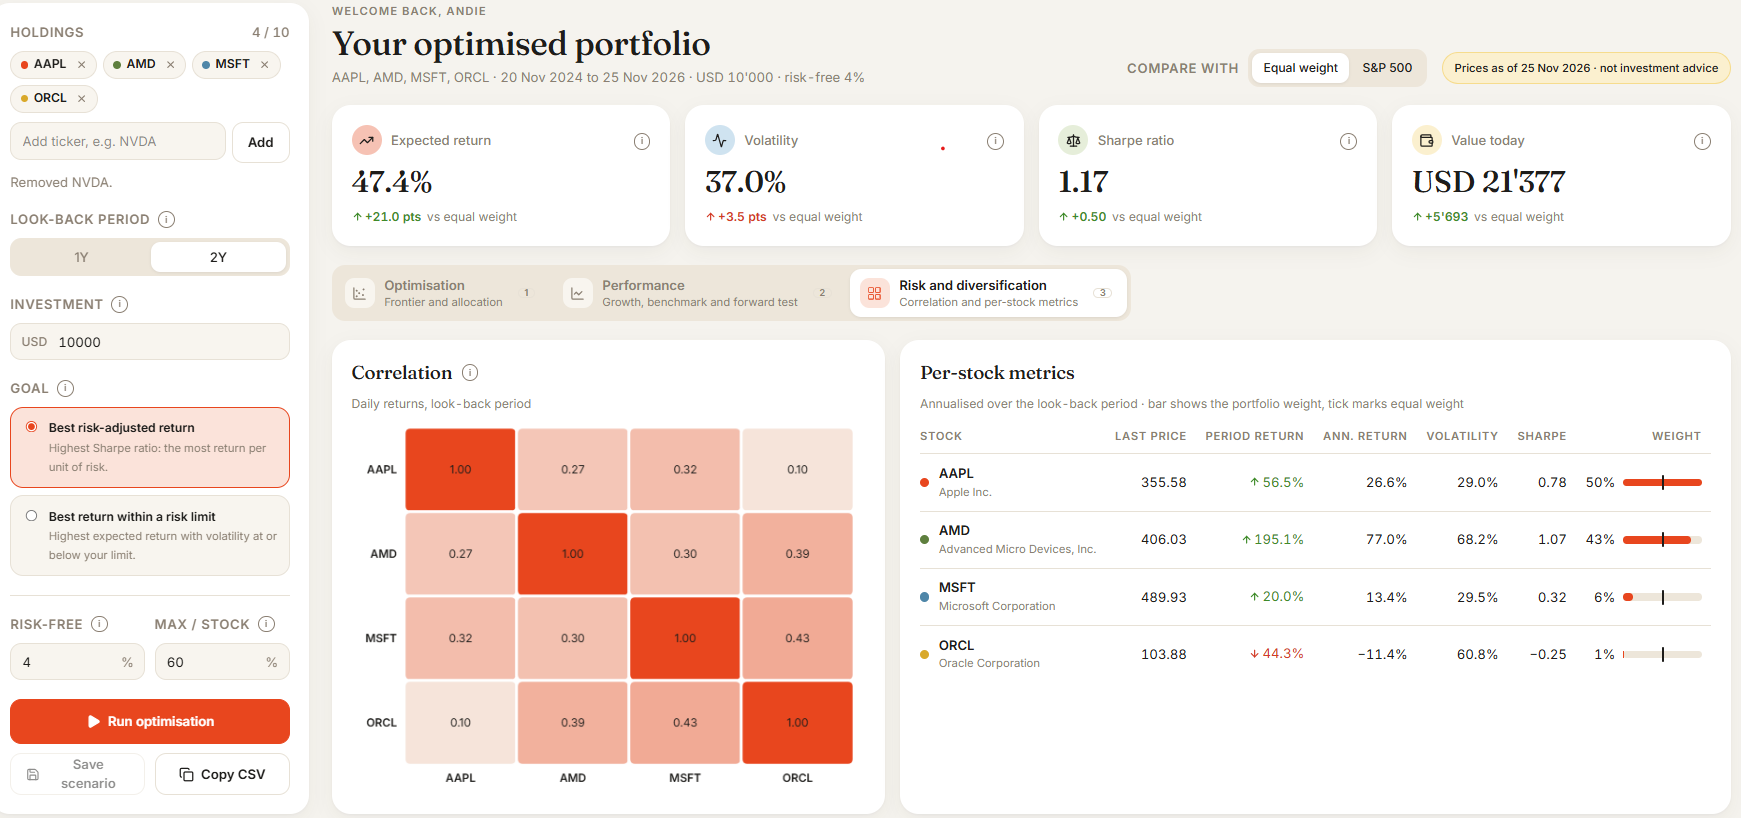 HOLDINGS 4 / 10
AAPL ×
AMD ×
MSFT ×
ORCL ×
Add ticker, e.g. NVDA
Add
Removed NVDA.
LOOK-BACK PERIOD i
1Y 2Y
INVESTMENT i
USD 10000
GOAL i
Best risk-adjusted return
Highest Sharpe ratio: the most return per
unit of risk.
Best return within a risk limit
Highest expected return with volatility at or
below your limit.
RISK-FREE i MAX / STOCK i
4 % 60 %
Run optimisation
Save
scenario
Copy CSV
WELCOME BACK, ANDIE
Your optimised portfolio
AAPL, AMD, MSFT, ORCL · 20 Nov 2024 to 25 Nov 2026 · USD 10'000 · risk-free 4%
COMPARE WITH Equal weight S&P 500
Prices as of 25 Nov 2026 · not investment advice
Expected return i
47.4%
↑ +21.0 pts vs equal weight
Volatility i
37.0%
↑ +3.5 pts vs equal weight
Sharpe ratio i
1.17
↑ +0.50 vs equal weight
Value today i
USD 21'377
↑ +5'693 vs equal weight
Optimisation 1
Frontier and allocation
Performance 2
Growth, benchmark and forward test
Risk and diversification 3
Correlation and per-stock metrics
Correlation i
Daily returns, look-back period
AAPL 1.00 0.27 0.32 0.10
AMD 0.27 1.00 0.30 0.39
MSFT 0.32 0.30 1.00 0.43
ORCL 0.10 0.39 0.43 1.00
AAPL AMD MSFT ORCL
Per-stock metrics
Annualised over the look-back period · bar shows the portfolio weight, tick marks equal weight
STOCK LAST PRICE PERIOD RETURN ANN. RETURN VOLATILITY SHARPE WEIGHT
AAPL 355.58 ↑ 56.5% 26.6% 29.0% 0.78 50%
Apple Inc.
AMD 406.03 ↑ 195.1% 77.0% 68.2% 1.07 43%
Advanced Micro Devices, Inc.
MSFT 489.93 ↑ 20.0% 13.4% 29.5% 0.32 6%
Microsoft Corporation
ORCL 103.88 ↓ 44.3% −11.4% 60.8% −0.25 1%
Oracle Corporation